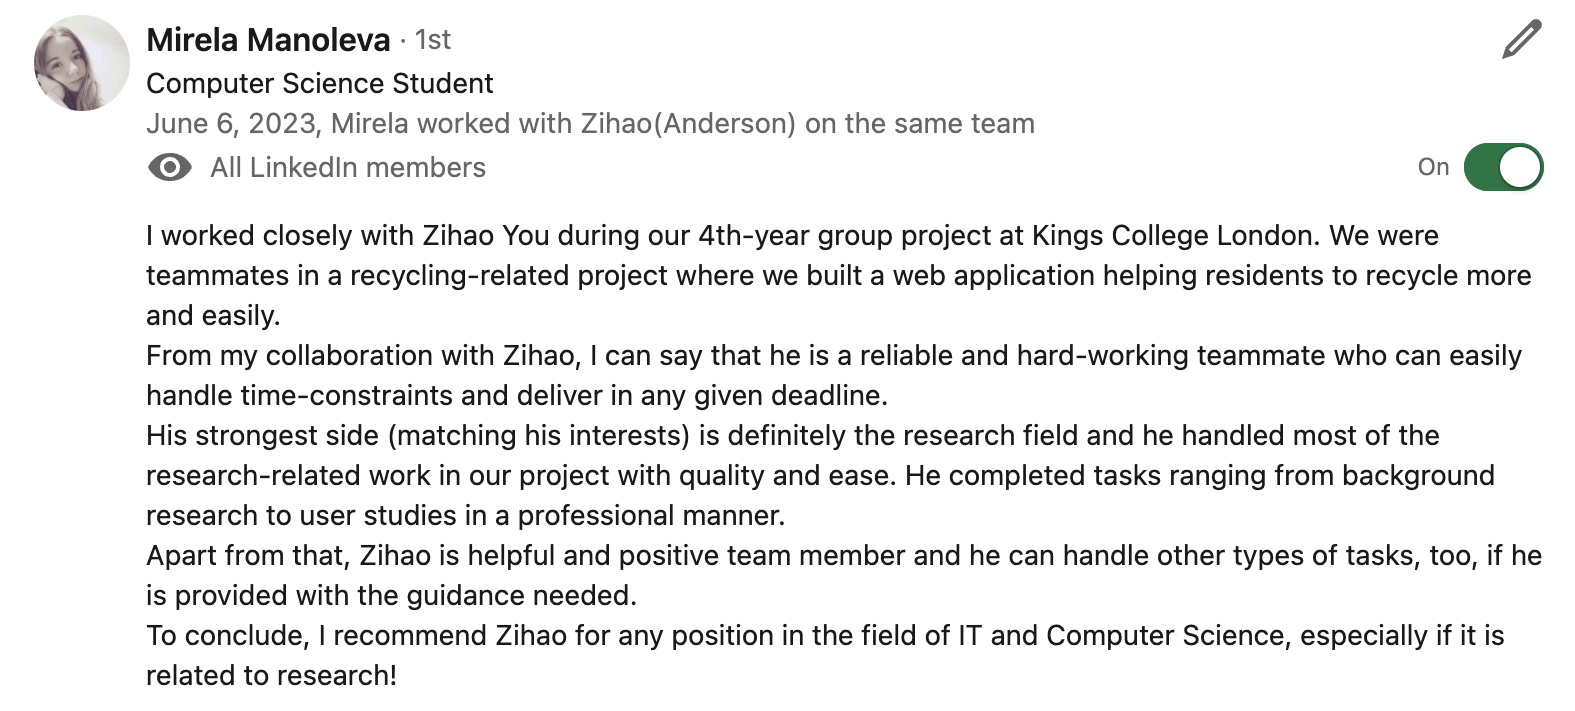 Mirela Manoleva · 1st
Computer Science Student
June 6, 2023, Mirela worked with Zihao(Anderson) on the same team
All LinkedIn members
On
I worked closely with Zihao You during our 4th-year group project at Kings College London. We were
teammates in a recycling-related project where we built a web application helping residents to recycle more
and easily.
From my collaboration with Zihao, I can say that he is a reliable and hard-working teammate who can easily
handle time-constraints and deliver in any given deadline.
His strongest side (matching his interests) is definitely the research field and he handled most of the
research-related work in our project with quality and ease. He completed tasks ranging from background
research to user studies in a professional manner.
Apart from that, Zihao is helpful and positive team member and he can handle other types of tasks, too, if he
is provided with the guidance needed.
To conclude, I recommend Zihao for any position in the field of IT and Computer Science, especially if it is
related to research!